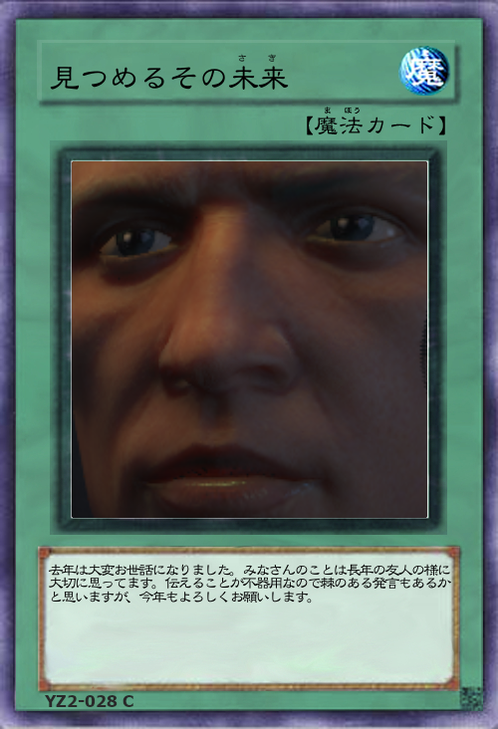 さ ぎ
見つめるその未来
魔
ま ほう
【魔法カード】
去年は大変お世話になりました。みなさんのことは長年の友人の様に
大切に思ってます。伝えることが不器用なので棘のある発言もあるか
と思いますが、今年もよろしくお願いします。
YZ2-028 C